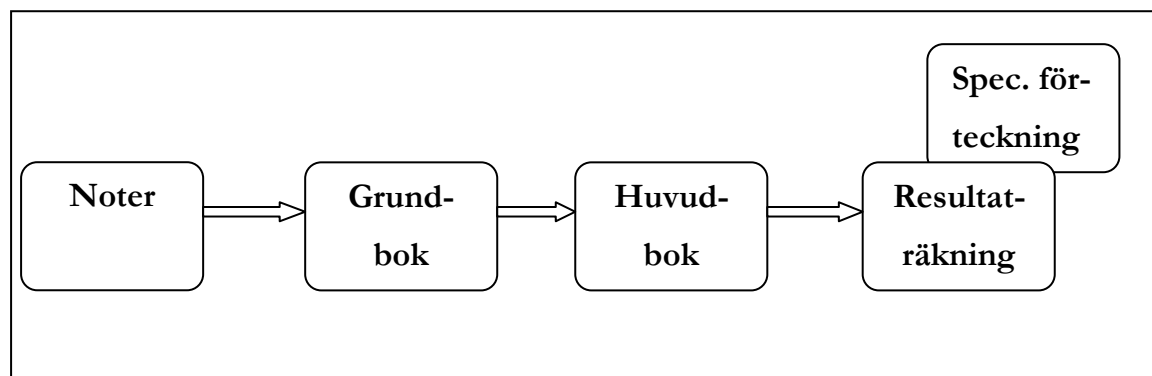 Spec. för-
teckning
Noter
Grund-
bok
Huvud-
bok
Resultat-
räkning